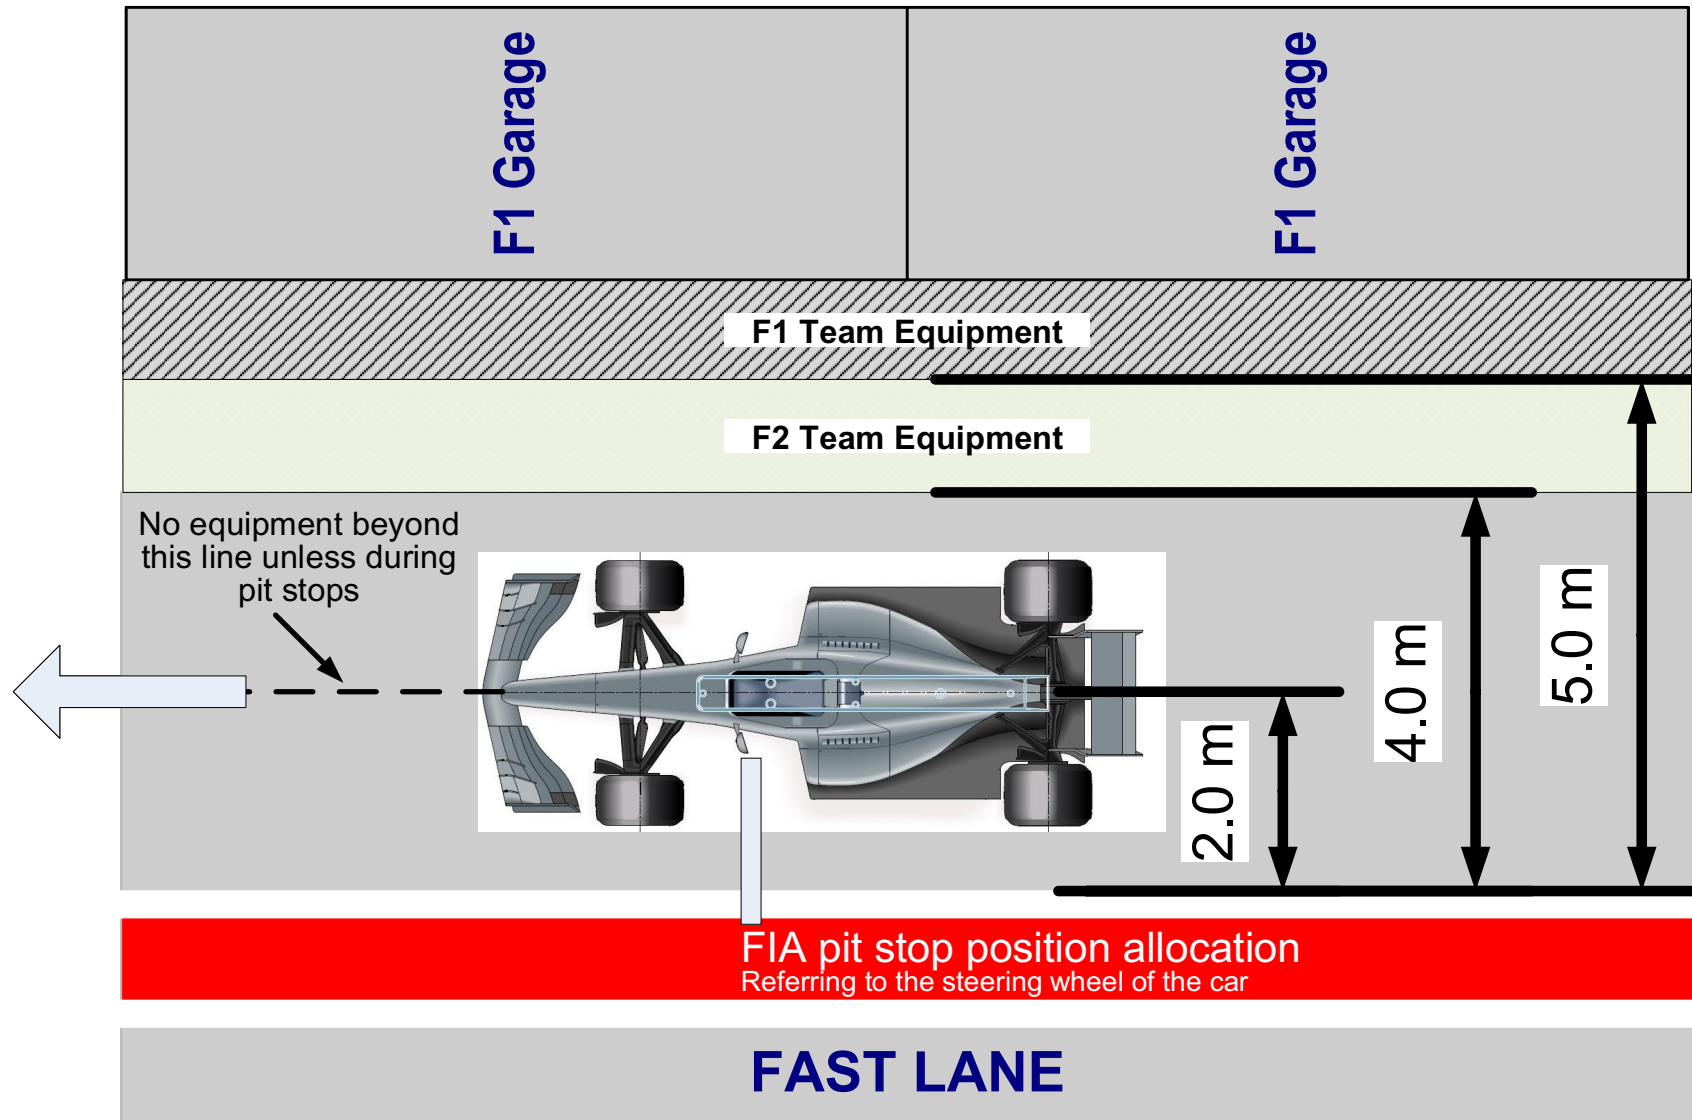 F1 Garage
F1 Garage
F1 Team Equipment
F2 Team Equipment
No equipment beyond
this line unless during
pit stops
2.0 m
4.0 m
5.0 m
FIA pit stop position allocation
Referring to the steering wheel of the car
FAST LANE